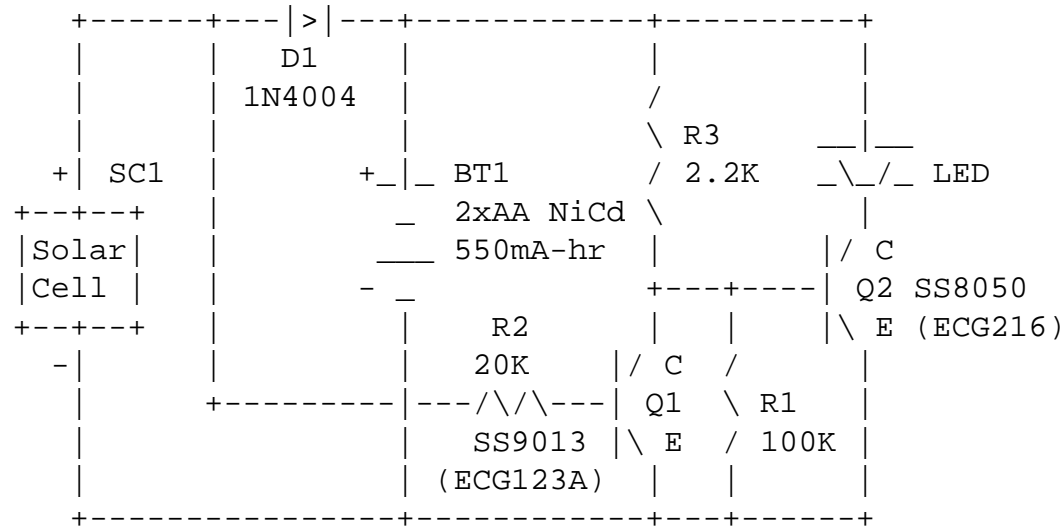 D1
1N4004
R3
+ SC1 + BT1 2.2K LED
2xAA NiCd
Solar 550mA-hr C
Cell - Q2 SS8050
R2 E (ECG216)
- 20K C
Q1 R1
SS9013 E 100K
(ECG123A)